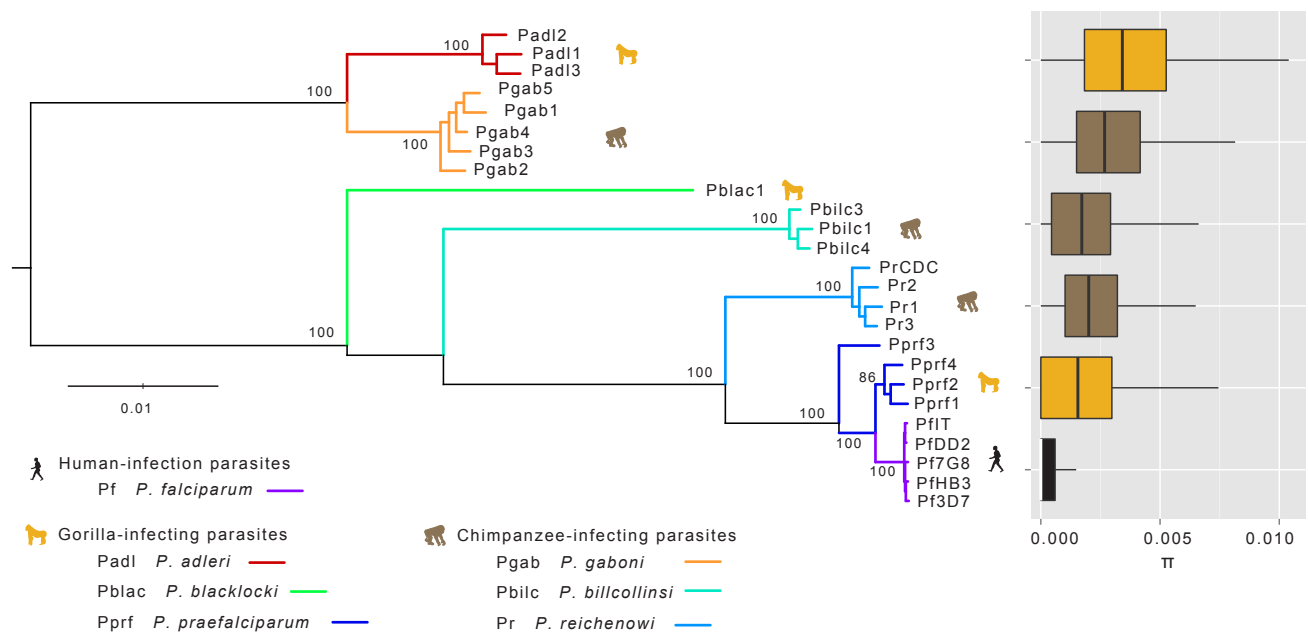 Padl2
100
Padl1
Padl3
100
Pgab5
Pgab1
Pgab4
100
Pgab3
Pgab2
Pblac1
Pbilc3
100
Pbilc1
Pbilc4
PrCDC
100
Pr2
Pr1
Pr3
100
Pprf3
Pprf4
100
86
Pprf2
Pprf1
100
PfIT
100
PfDD2
Pf7G8
100
PfHB3
Pf3D7
0.01
Human-infection parasites
Pf P. falciparum
Gorilla-infecting parasites
Padl P. adleri
Pblac P. blacklocki
Pprf P. praefalciparum
Chimpanzee-infecting parasites
Pgab P. gaboni
Pbilc P. billcollinsi
Pr P. reichenowi
0.000 0.005 0.010
π